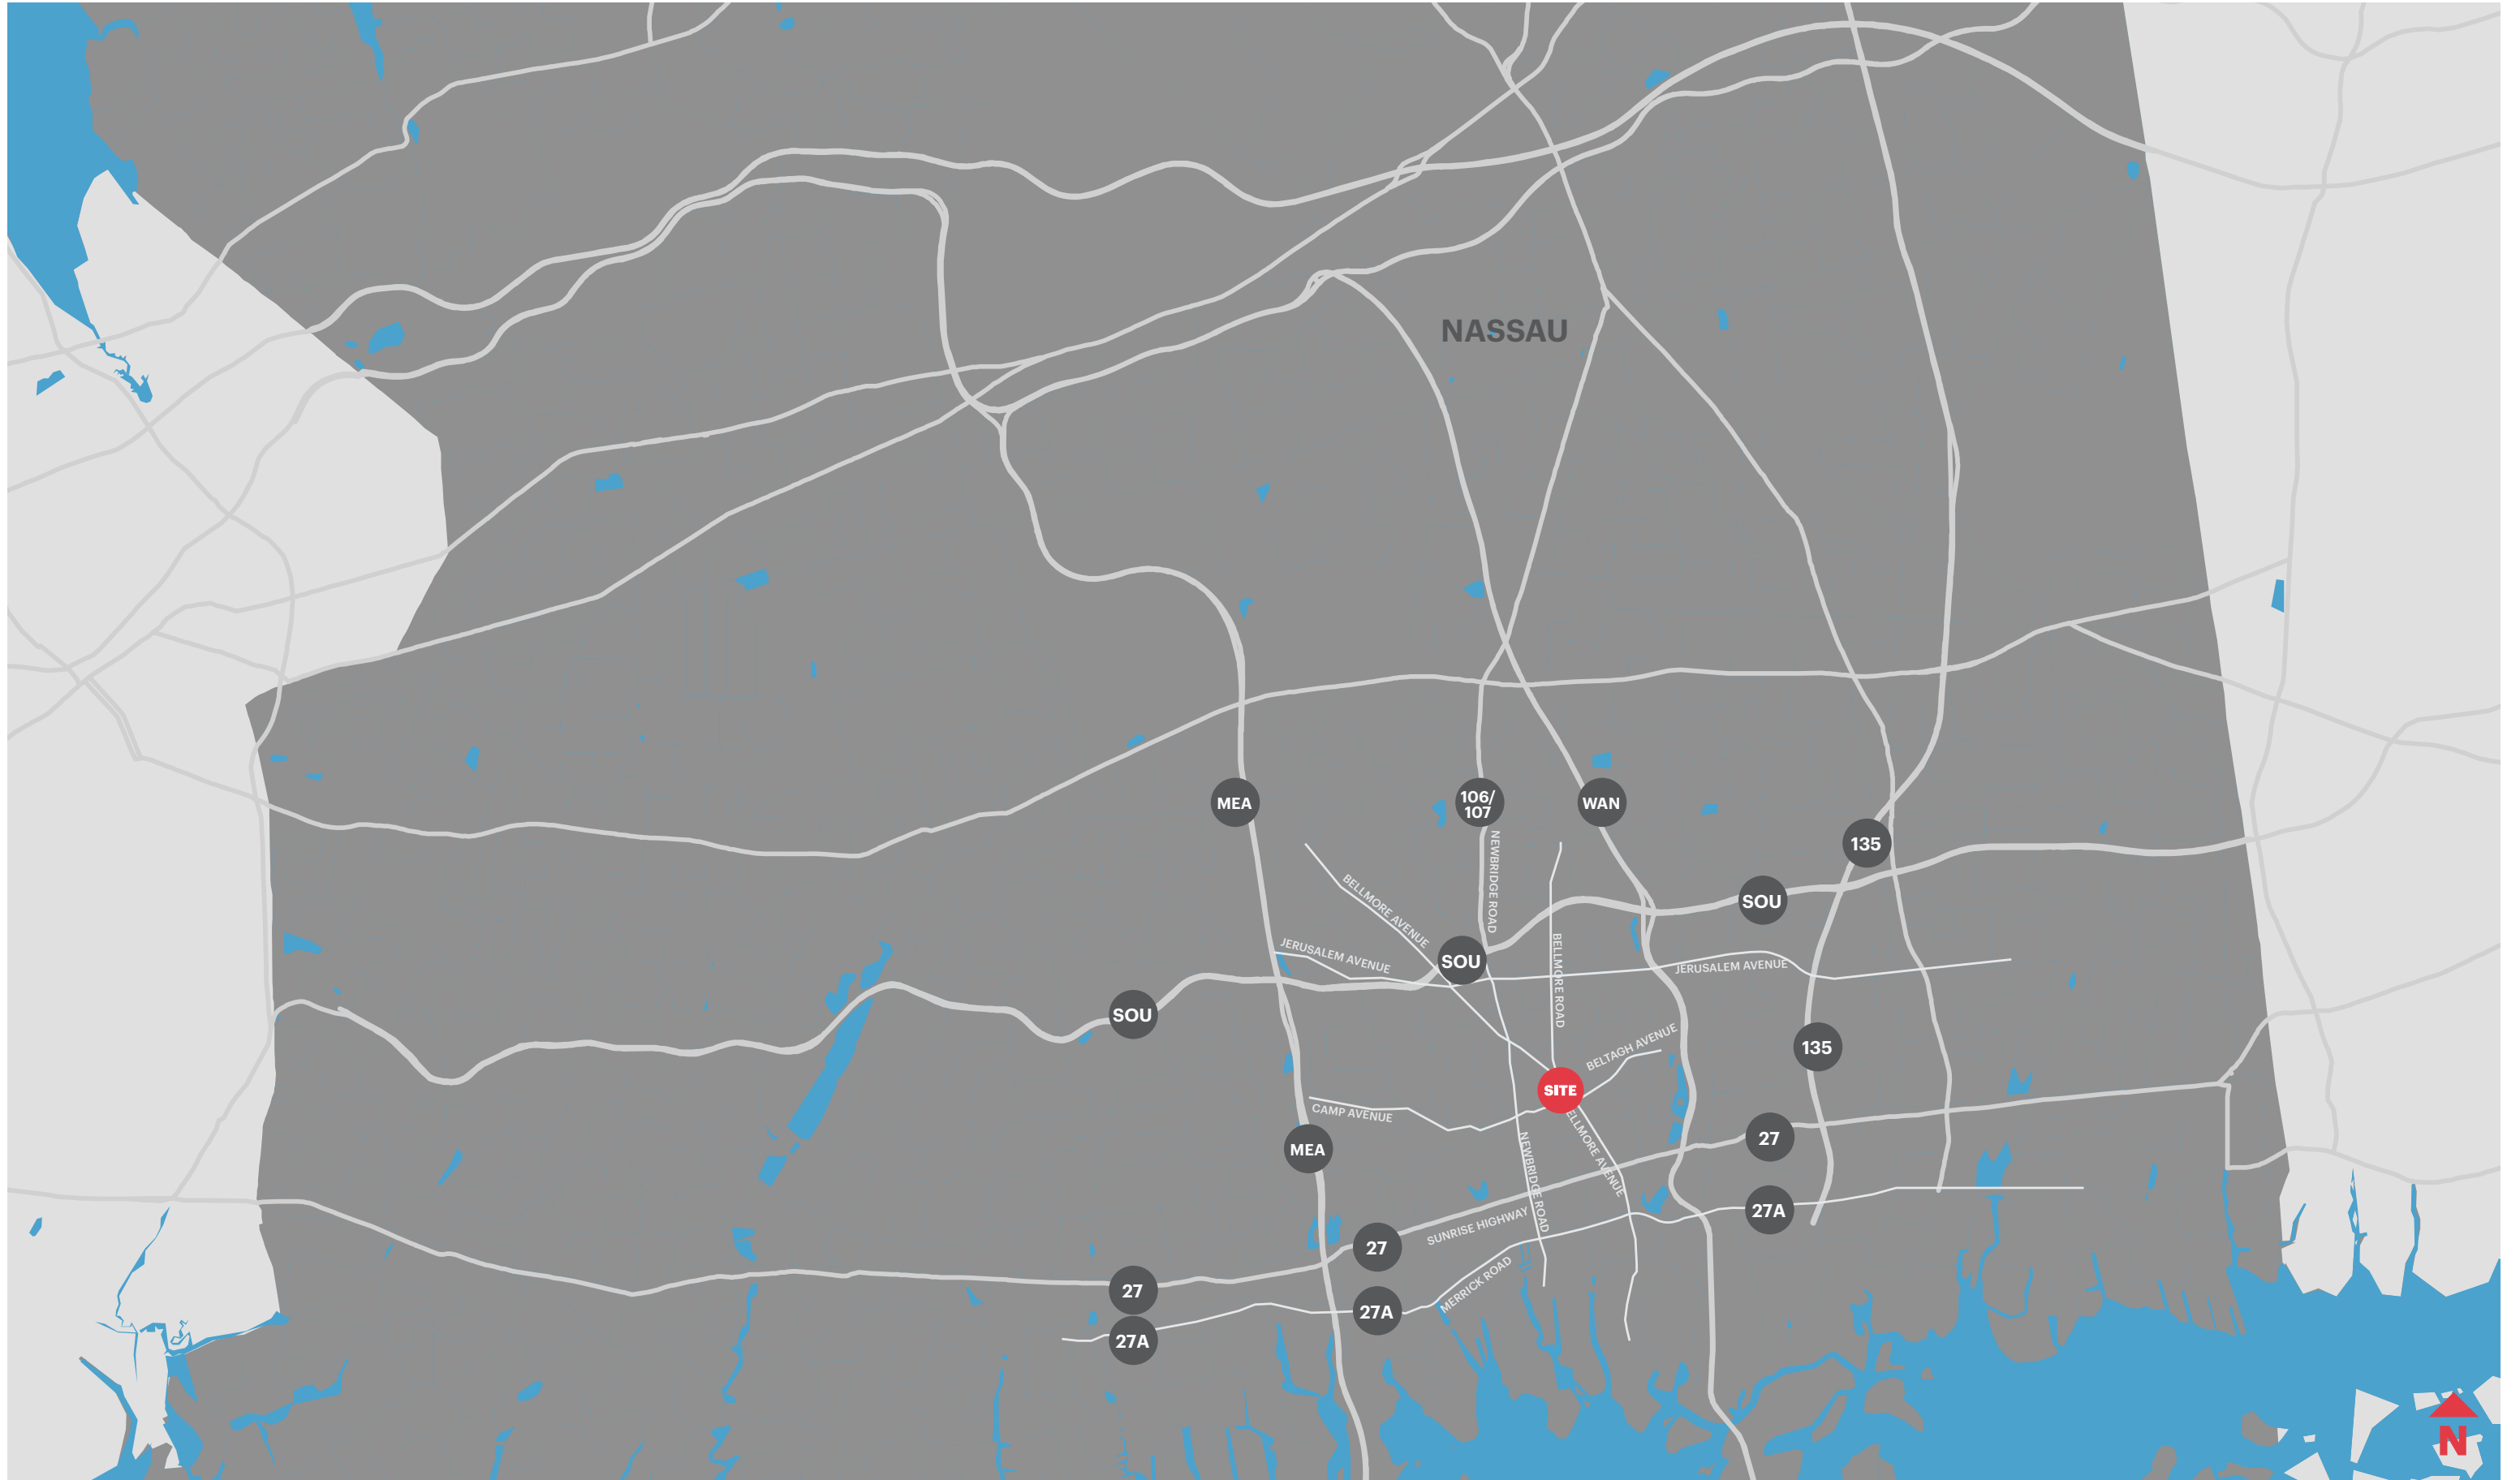 NASSAU
MEA
106/
107
WAN
135
NEWBRIDGE ROAD
BELLMORE AVENUE
SOU
JERUSALEM AVENUE
SOU
BELLMORE ROAD
JERUSALEM AVENUE
SOU
135
BELTAGH AVENUE
SITE
CAMP AVENUE
MEA
NEWBRIDGE ROAD
ELLMORE AVENUE
27
27A
SUNRISE HIGHWAY
27
MERRICK ROAD
27
27A
27A
N